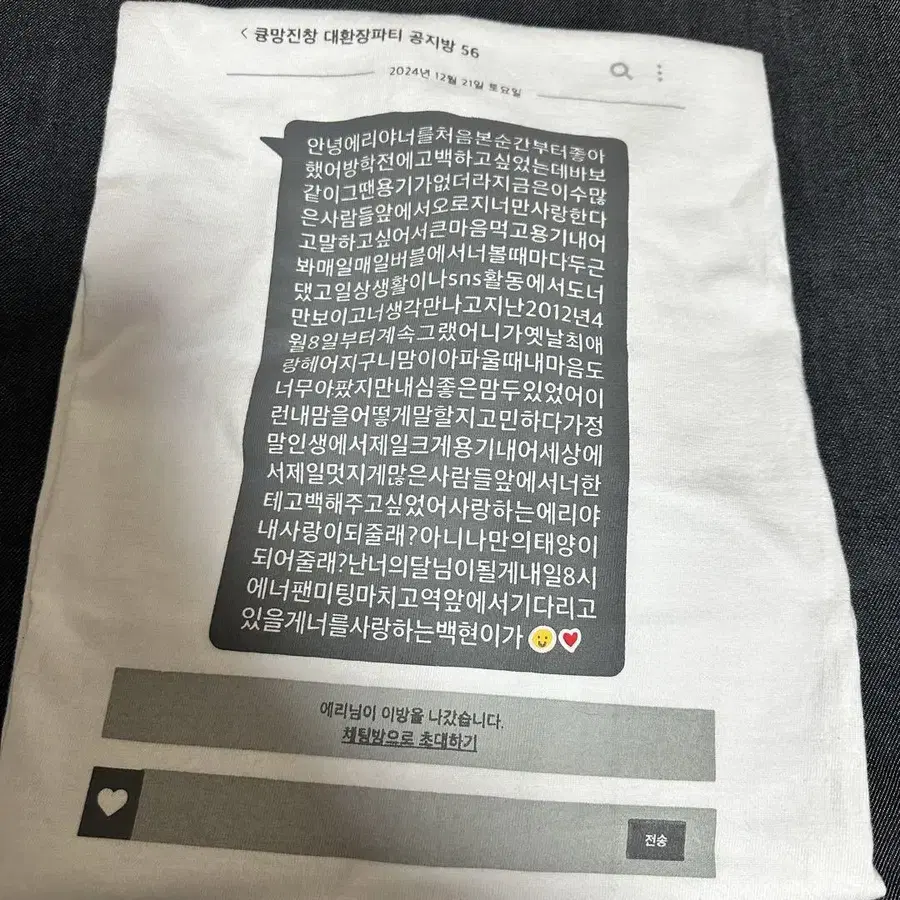 < 큥망진창 대환장파티 공지방 56
2024년 12월 21일 토요일
안녕에리야너를처음본순간부터좋아
했어방학전에고백하고싶었는데바보
같이그땐용기가없더라지금은이수많
은사람들앞에서오로지너만사랑한다
고말하고싶어서큰마음먹고용기내어
봐매일매일버블에서너볼때마다두근
댔고일상생활이나sns활동에서도너
만보이고너생각만나고지난2012년4
월8일부터계속그랬어니가옛날최애
랑헤어지구니맘이아파울때내마음도
너무아팠지만내심좋은맘두있었어이
런내맘을어떻게말할지고민하다가정
말인생에서제일크게용기내어세상에
서제일멋지게많은사람들앞에서너한
테고백해주고싶었어사랑하는에리야
내사랑이되줄래?아니나만의태양이
되어줄래?난너의달님이될게내일8시
에너팬미팅마치고역앞에서기다리고
있을게너를사랑하는백현이가
에리님이 이방을 나갔습니다.
채팅방으로 초대하기
전송